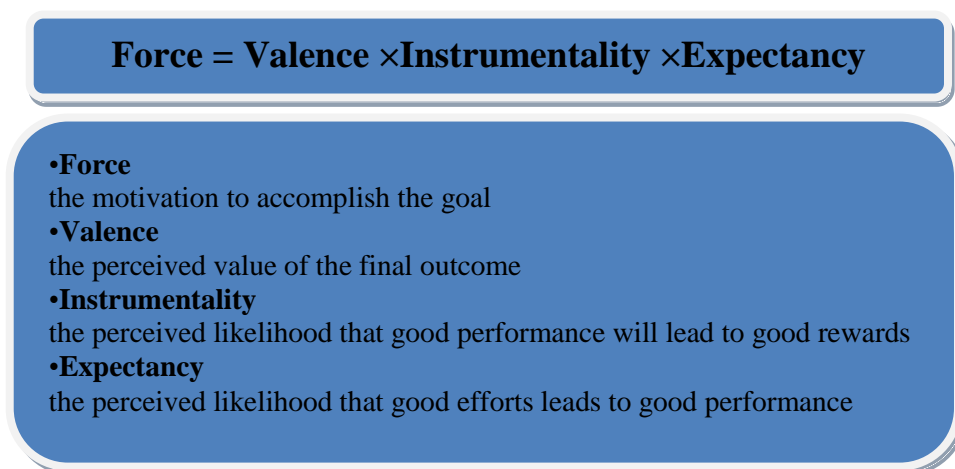 Force = Valence ×Instrumentality ×Expectancy
•Force
the motivation to accomplish the goal
•Valence
the perceived value of the final outcome
•Instrumentality
the perceived likelihood that good performance will lead to good rewards
•Expectancy
the perceived likelihood that good efforts leads to good performance